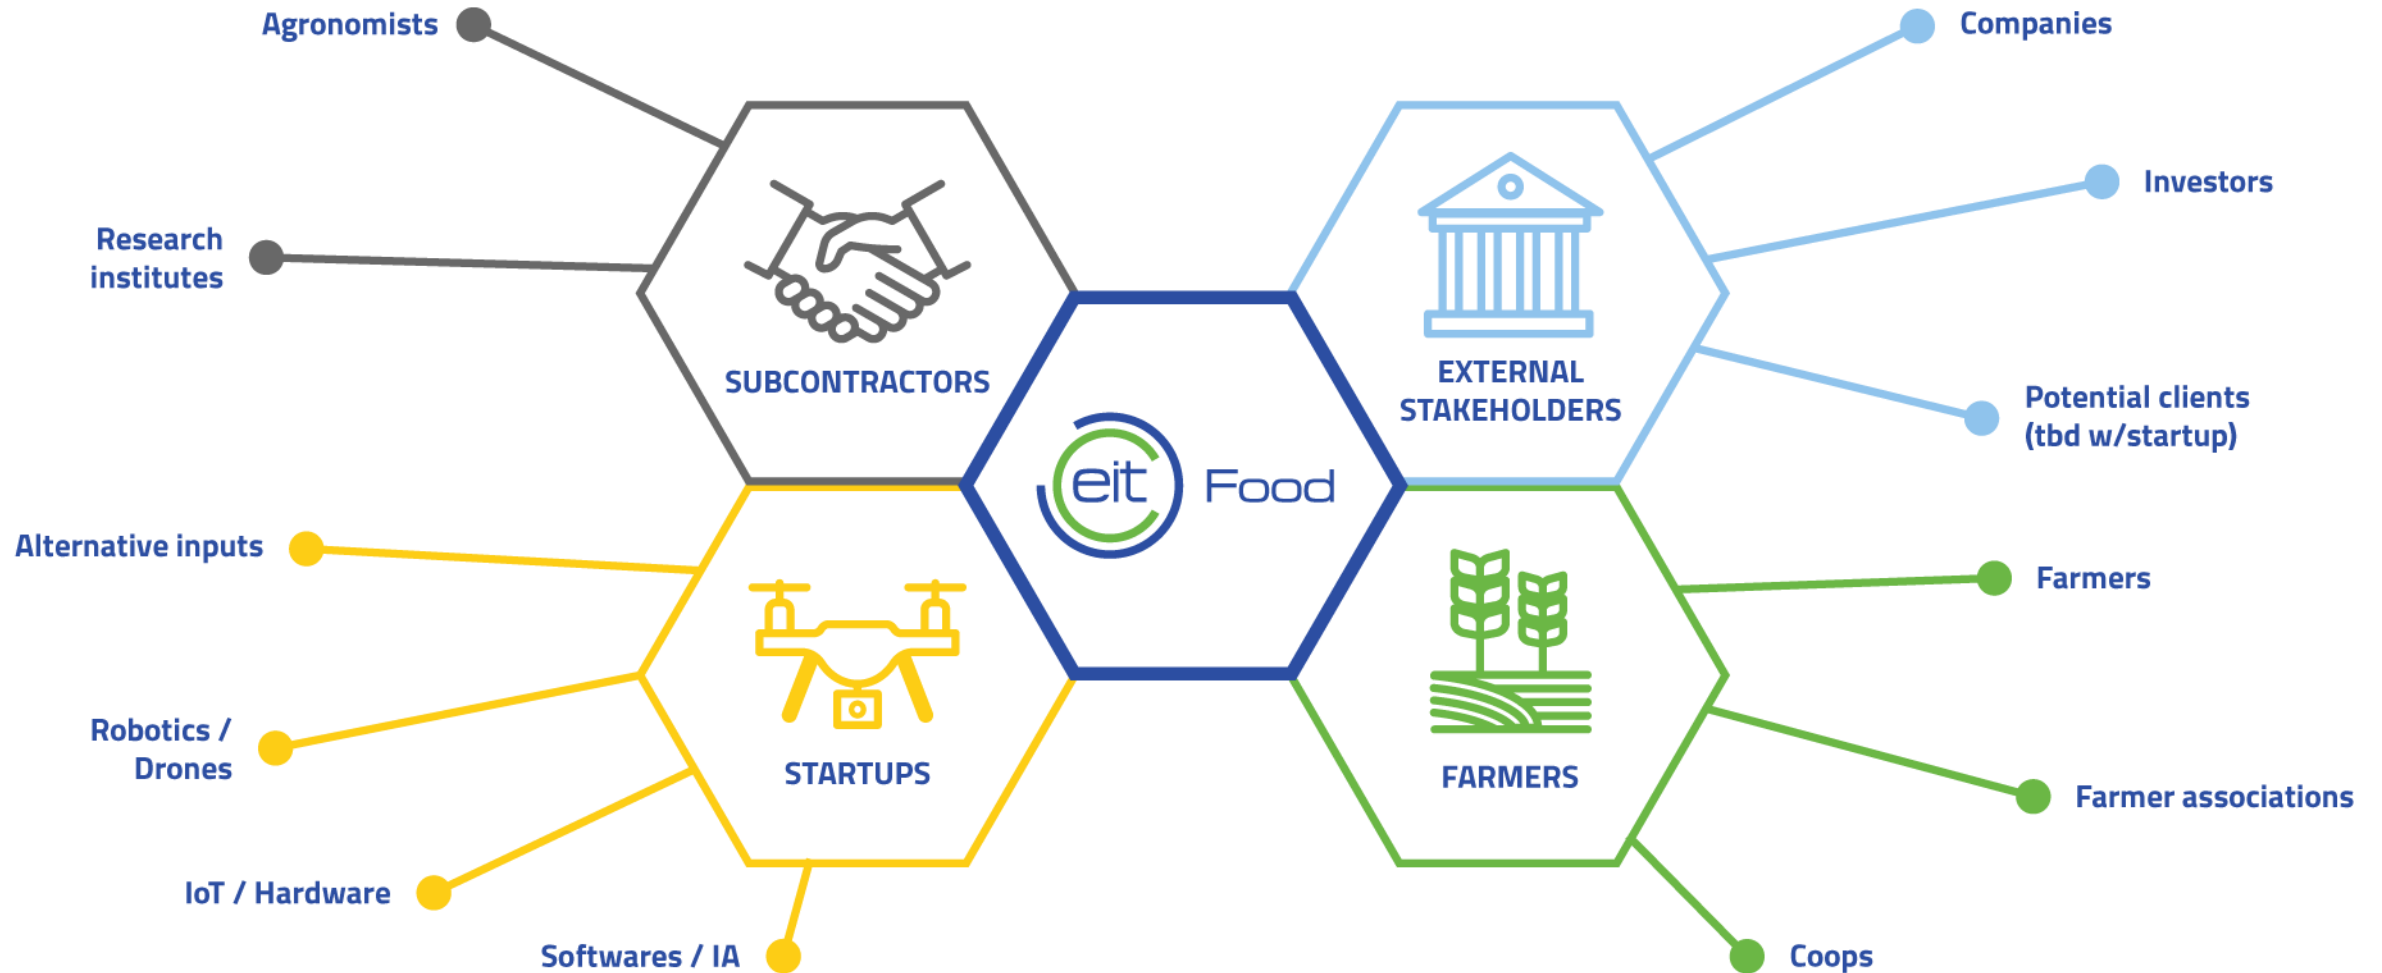 Agronomists
Research
institutes
SUBCONTRACTORS
Companies
Investors
Potential clients
(tbd w/startup)
EXTERNAL
STAKEHOLDERS
eit Food
Alternative inputs
Robotics /
Drones
IoT / Hardware
Softwares / IA
STARTUPS
Farmers
Farmer associations
Coops
FARMERS